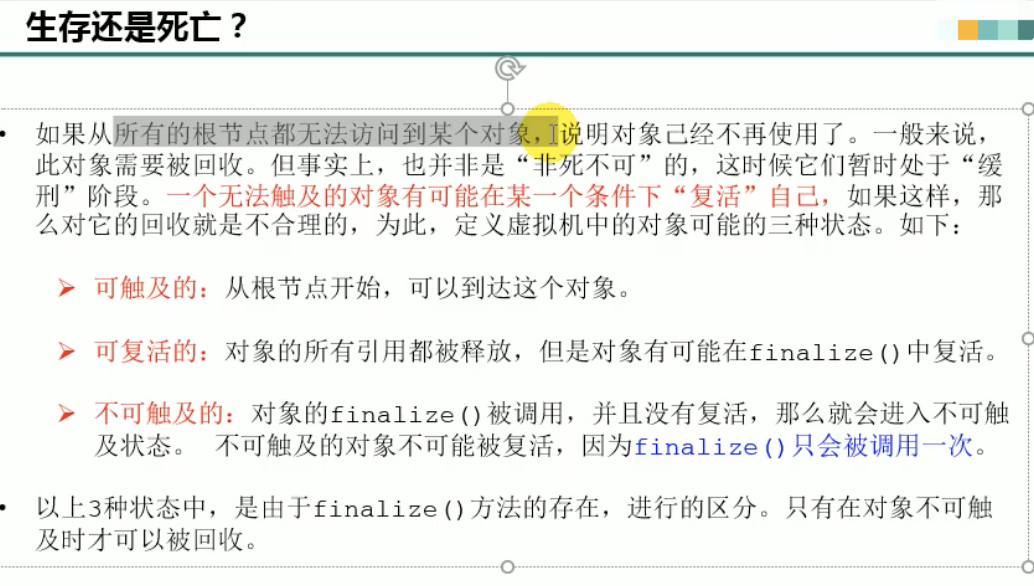 生存还是死亡？
• 如果从所有的根节点都无法访问到某个对象，说明对象己经不再使用了。一般来说，
此对象需要被回收。但事实上，也并非是“非死不可”的，这时候它们暂时处于“缓
刑”阶段。一个无法触及的对象有可能在某一个条件下“复活”自己，如果这样，那
么对它的回收就是不合理的，为此，定义虚拟机中的对象可能的三种状态。如下：
➢ 可触及的：从根节点开始，可以到达这个对象。
➢ 可复活的：对象的所有引用都被释放，但是对象有可能在finalize()中复活。
➢ 不可触及的：对象的finalize()被调用，并且没有复活，那么就会进入不可触
及状态。 不可触及的对象不可能被复活，因为finalize()只会被调用一次。
• 以上3种状态中，是由于finalize()方法的存在，进行的区分。只有在对象不可触
及时才可以被回收。